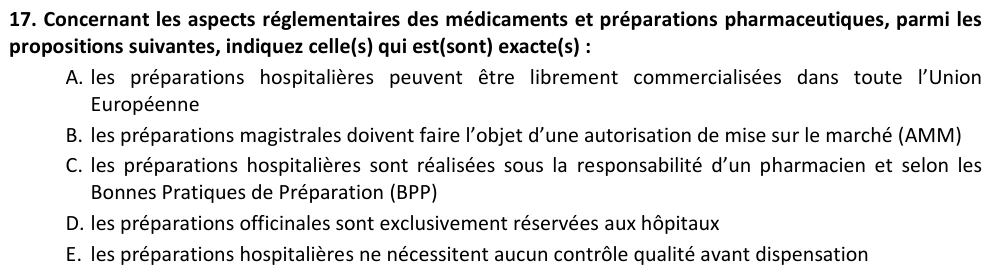 17. Concernant les aspects réglementaires des médicaments et préparations pharmaceutiques, parmi les
propositions suivantes, indiquez celle(s) qui est(sont) exacte(s) :
A. les préparations hospitalières peuvent être librement commercialisées dans toute l’Union
Européenne
B. les préparations magistrales doivent faire l’objet d’une autorisation de mise sur le marché (AMM)
C. les préparations hospitalières sont réalisées sous la responsabilité d’un pharmacien et selon les
Bonnes Pratiques de Préparation (BPP)
D. les préparations officinales sont exclusivement réservées aux hôpitaux
E. les préparations hospitalières ne nécessitent aucun contrôle qualité avant dispensation